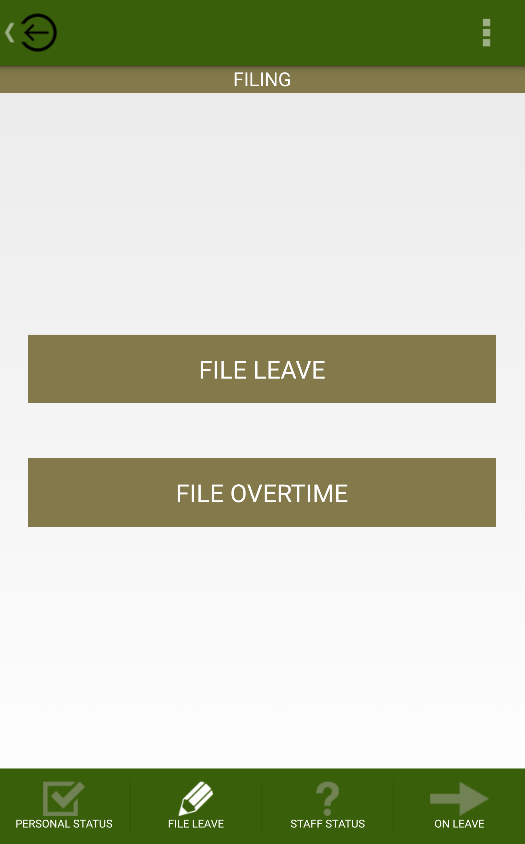 FILING
FILE LEAVE
FILE OVERTIME
PERSONAL STATUS
FILE LEAVE
STAFF STATUS
ON LEAVE